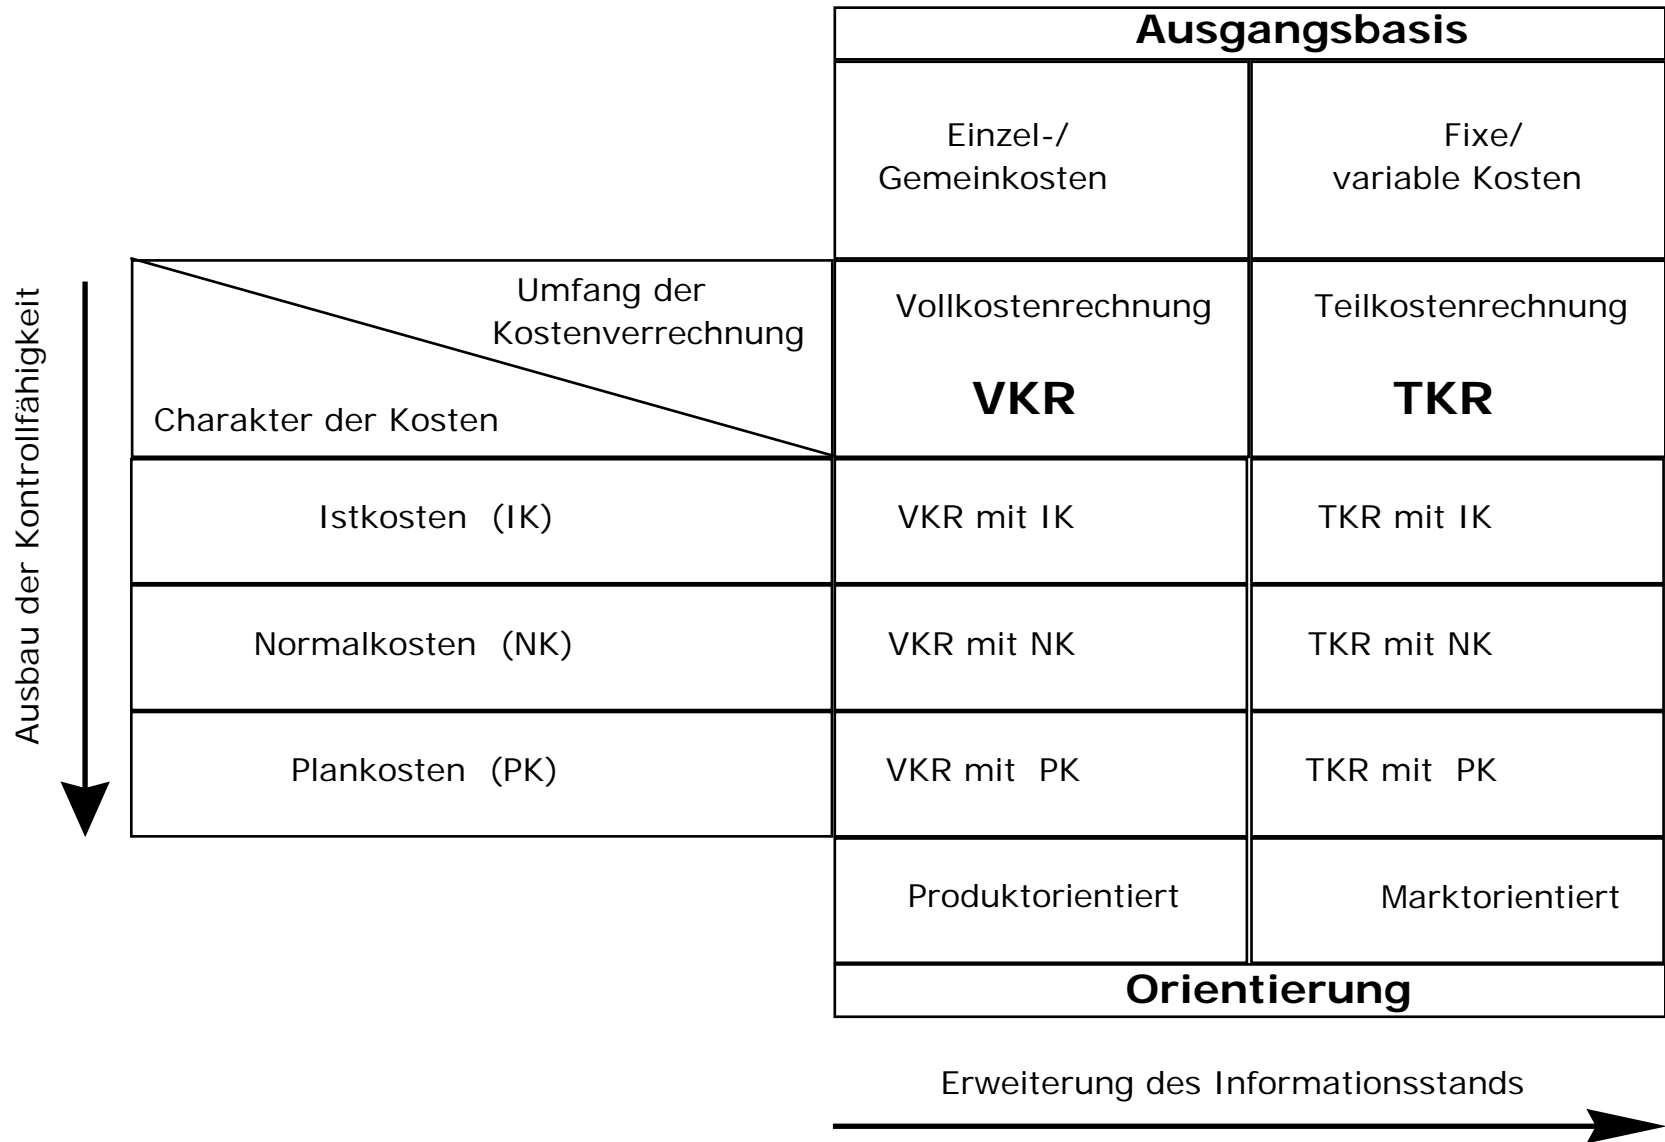 Ausgangsbasis
Einzel-/
Gemeinkosten
Fixe/
variable Kosten
Umfang der
Kostenverrechnung
Charakter der Kosten
Vollkostenrechnung
VKR
Teilkostenrechnung
TKR
Istkosten (IK)
VKR mit IK
TKR mit IK
Normalkosten (NK)
VKR mit NK
TKR mit NK
Plankosten (PK)
VKR mit PK
TKR mit PK
Produktorientiert
Marktorientiert
Orientierung
Ausbau der Kontrollfähigkeit
Erweiterung des Informationsstands